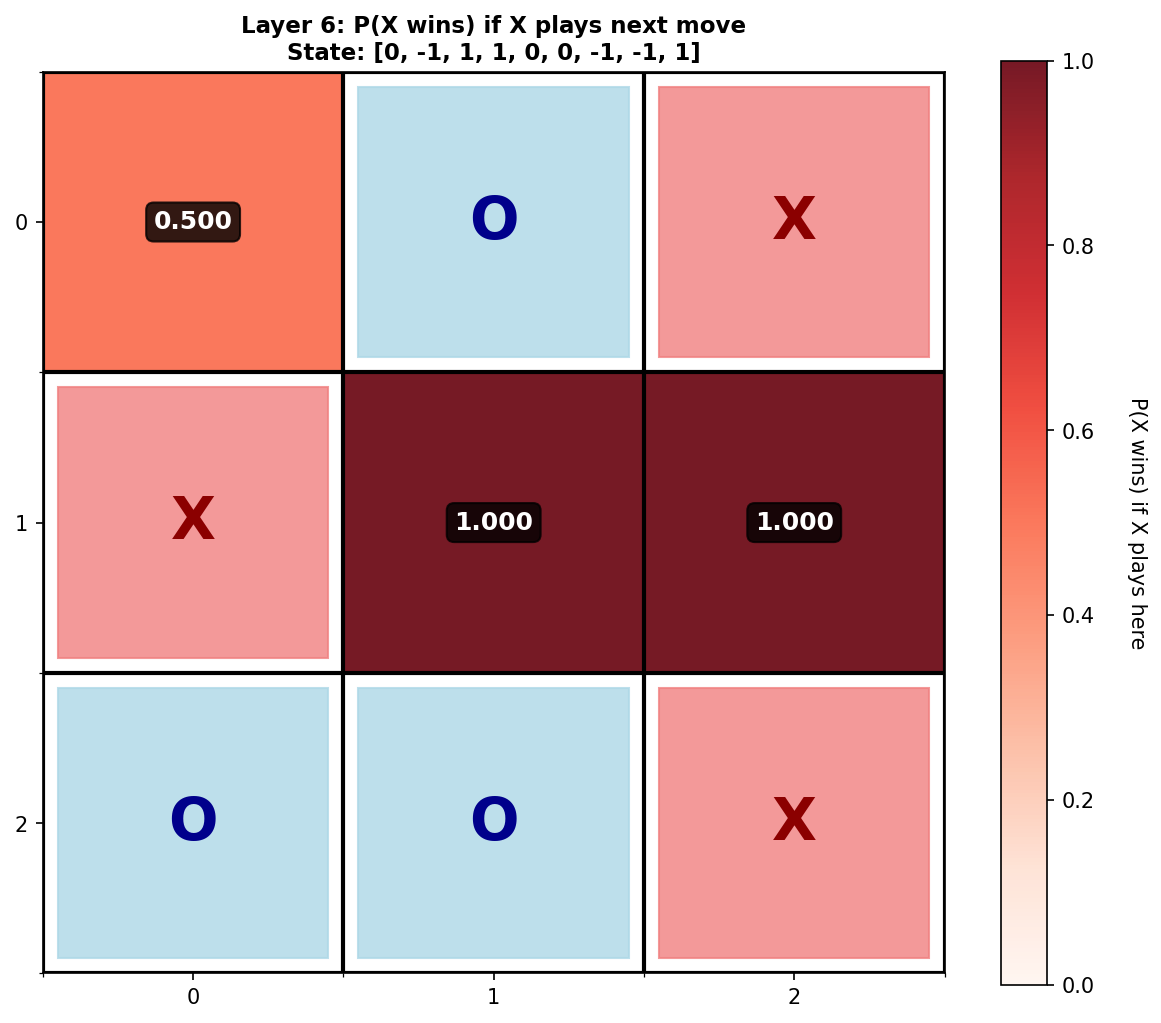 Layer 6: P(X wins) if X plays next move
State: [0, -1, 1, 1, 0, 0, -1, -1, 1]
0.500
O
X
X
1.000
1.000
O
O
X
0
1
2
0
1
2
1.0
0.8
0.6
0.4
0.2
0.0
P(X wins) if X plays here